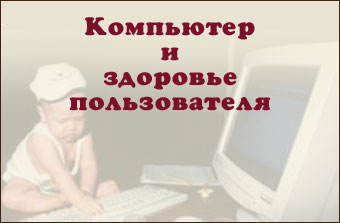 Компьютер
и
здоровье
пользователя